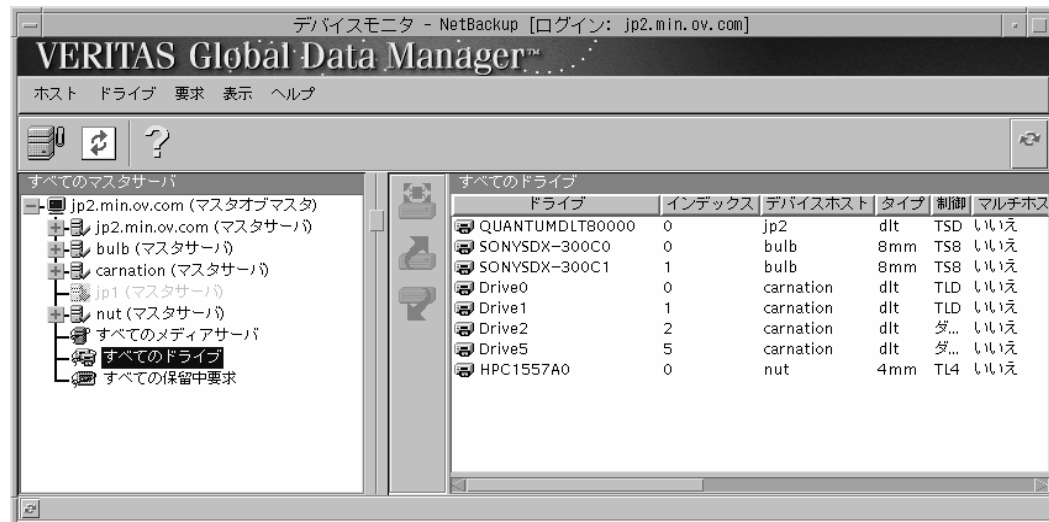 デバイスモニタ - NetBackup [ログイン: jp2.min.ov.com]
VERITAS Global Data Manager™
ホスト ドライブ 要求 表示 ヘルプ
すべてのマスタサーバ
jp2.min.ov.com (マスタオブマスタ)
jp2.min.ov.com (マスタサーバ)
bulb (マスタサーバ)
carnation (マスタサーバ)
jp1 (マスタサーバ)
nut (マスタサーバ)
すべてのメディアサーバ
すべてのドライブ
すべての保留中要求
すべてのドライブ
ドライブ インデックス デバイスホスト タイプ 制御 マルチホス
QUANTUMDLT80000 0 jp2 dlt TSD いいえ
SONYSDX-300C0 0 bulb 8mm TS8 いいえ
SONYSDX-300C1 1 bulb 8mm TS8 いいえ
Drive0 0 carnation dlt TLD いいえ
Drive1 1 carnation dlt TLD いいえ
Drive2 2 carnation dlt ダ... いいえ
Drive5 5 carnation dlt ダ... いいえ
HPC1557A0 0 nut 4mm TL4 いいえ